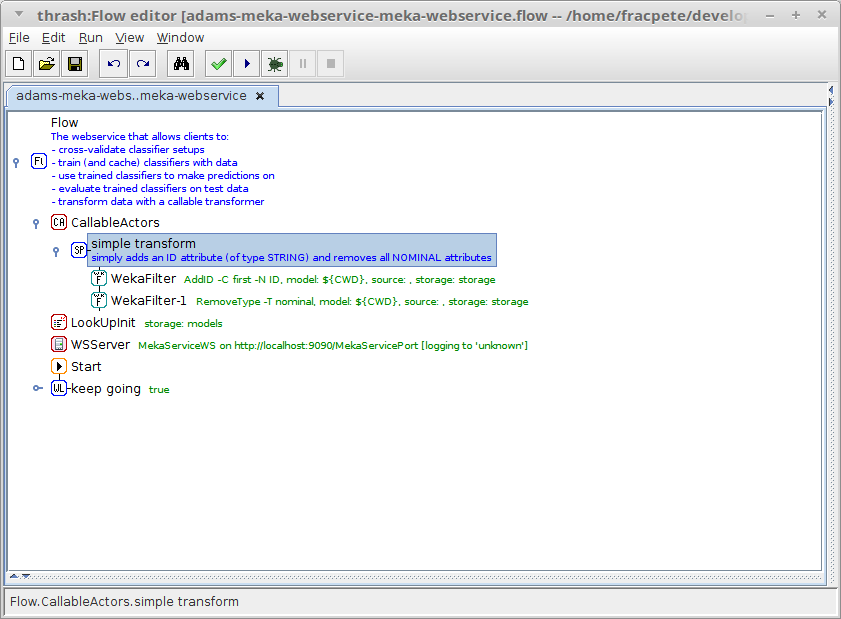 thrash:Flow editor [adams-meka-webservice-meka-webservice.flow -- /home/fracpete/develop
File Edit Run View Window
adams-meka-webs..meka-webservice
Flow
The webservice that allows clients to:
- cross-validate classifier setups
Fl
- train (and cache) classifiers with data
- use trained classifiers to make predictions on
- evaluate trained classifiers on test data
- transform data with a callable transformer
CA CallableActors
simple transform
SP
simply adds an ID attribute (of type STRING) and removes all NOMINAL attributes
F WekaFilter AddID -C first -N ID, model: ${CWD}, source: , storage: storage
F WekaFilter-1 RemoveType -T nominal, model: ${CWD}, source: , storage: storage
LookUpInit storage: models
WSServer MekaServiceWS on http://localhost:9090/MekaServicePort [logging to 'unknown']
Start
WL keep going true
Flow.CallableActors.simple transform